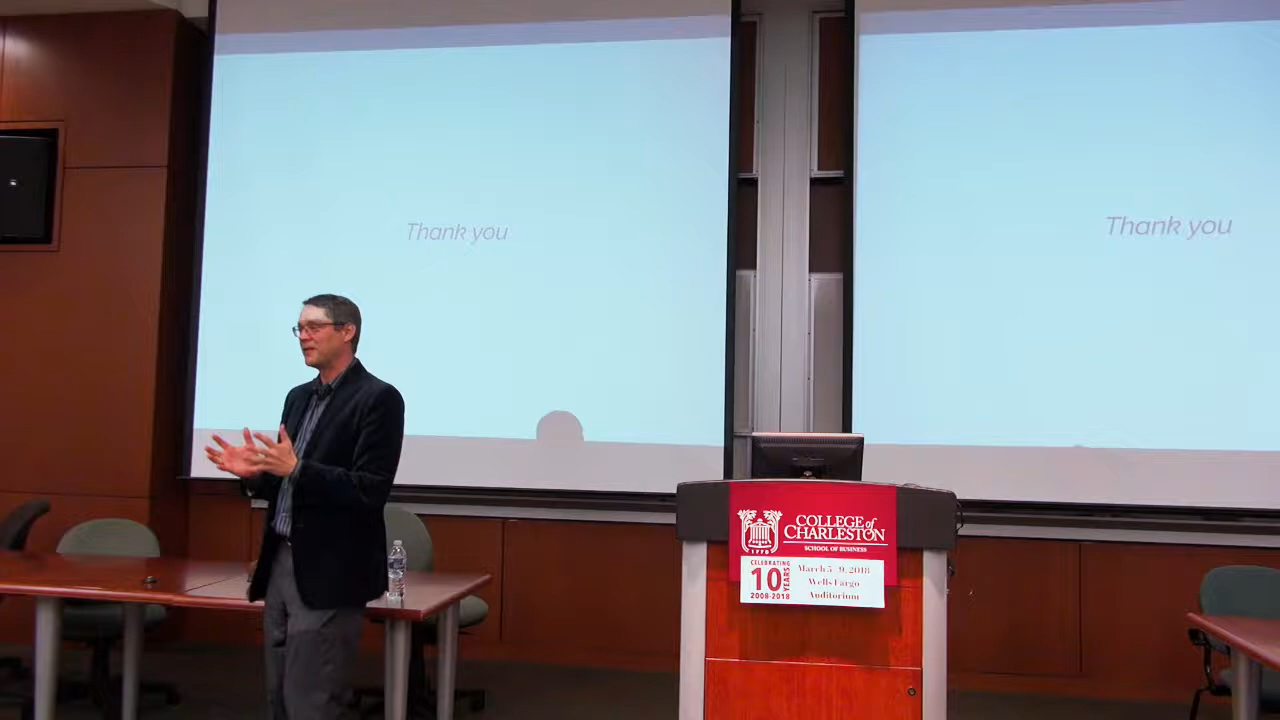 Thank you
Thank you
COLLEGE of
CHARLESTON
SCHOOL OF BUSINESS
1770
CELEBRATING
10 YEARS
2008-2018
March 5-9, 2018
Wells Fargo
Auditorium